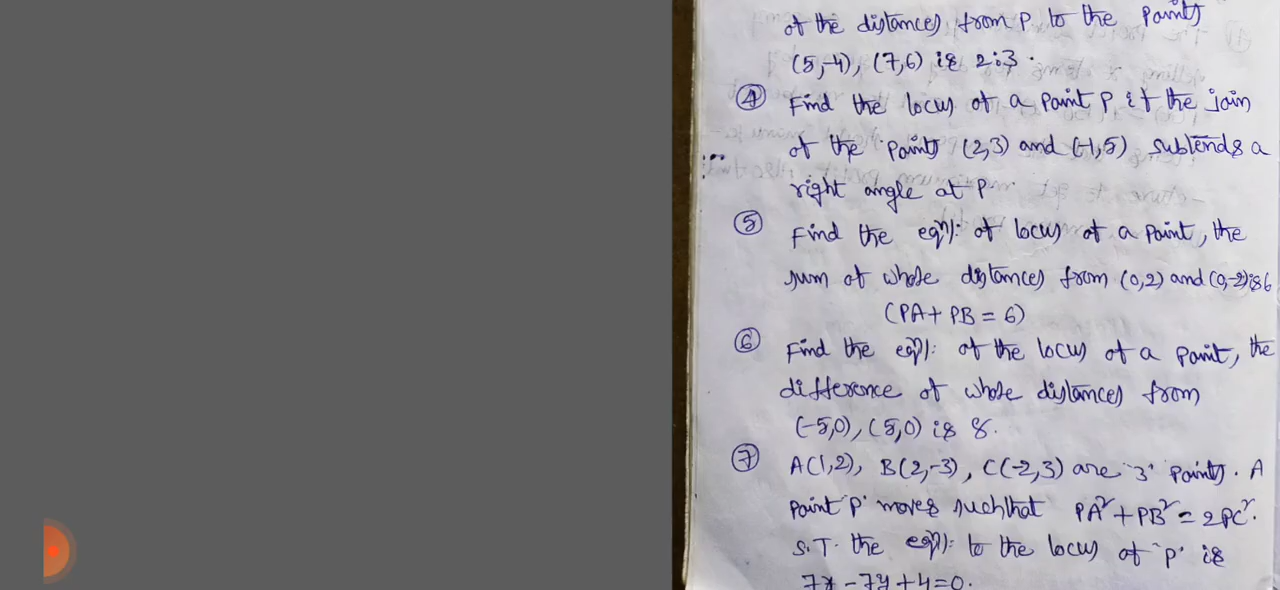 of the distances from P to the points
(5,-4), (7,6) is 2:3.
④ Find the locus of a point P if the join
of the points (2,3) and (-1,5) subtends a
right angle at P
⑤ Find the eqn: of locus of a point, the
sum of whose distances from (0,2) and (0,-2) is 6
(PA+PB=6)
⑥ Find the eqn: of the locus of a point, the
difference of whose distances from
(-5,0), (5,0) is 8.
⑦ A(1,2), B(2,-3), C(-2,3) are '3' points. A
point 'P' moves such that PA²+PB²=2PC².
S.T. the eqn: to the locus of 'P' is
7x-7y+4=0.